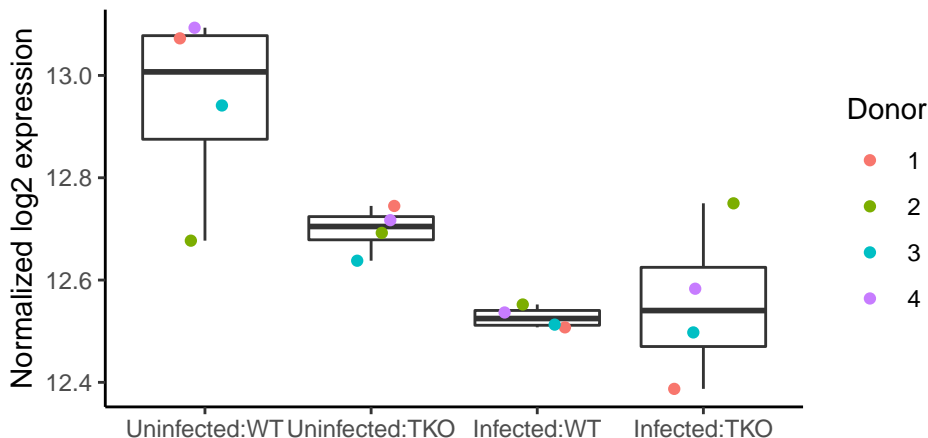 Normalized log2 expression
13.0
12.8
12.6
12.4
Uninfected:WT Uninfected:TKO Infected:WT Infected:TKO
Donor
1
2
3
4